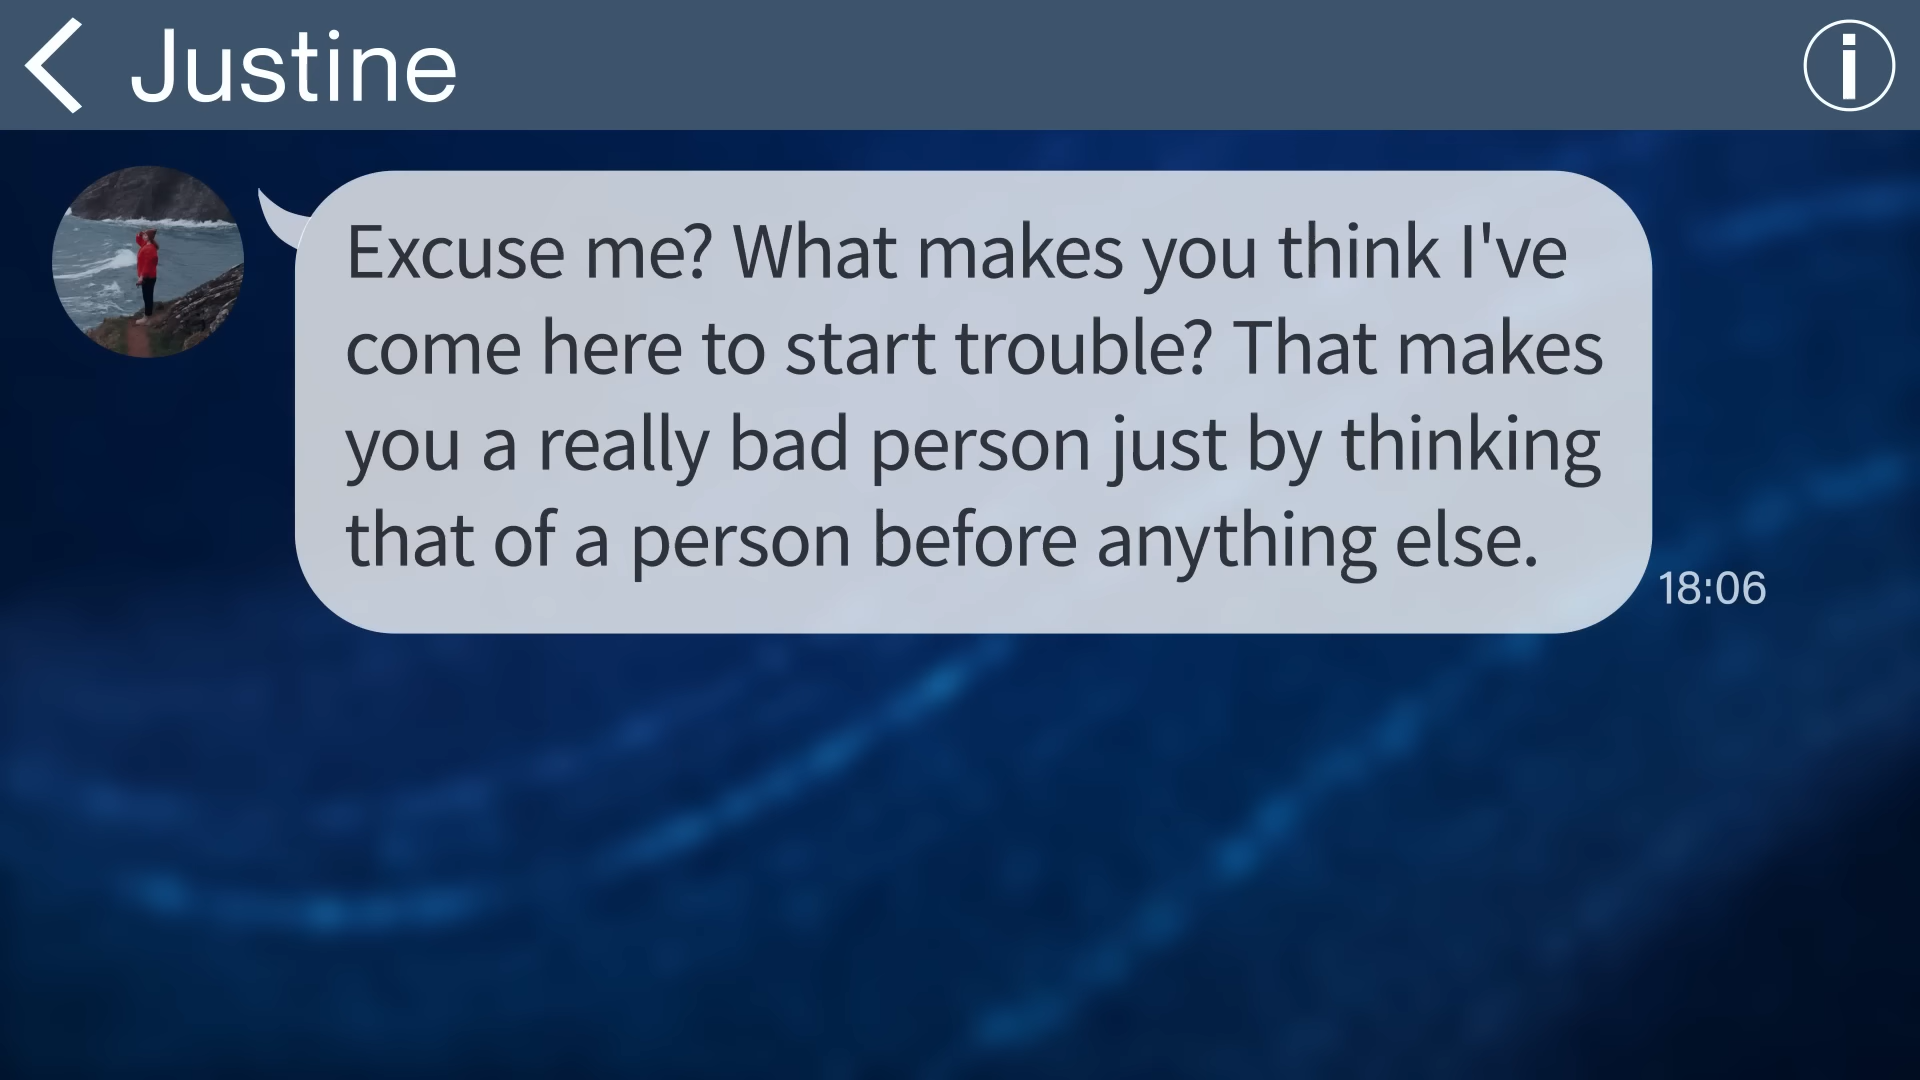 Justine
Excuse me? What makes you think I've
come here to start trouble? That makes
you a really bad person just by thinking
that of a person before anything else.
18:06